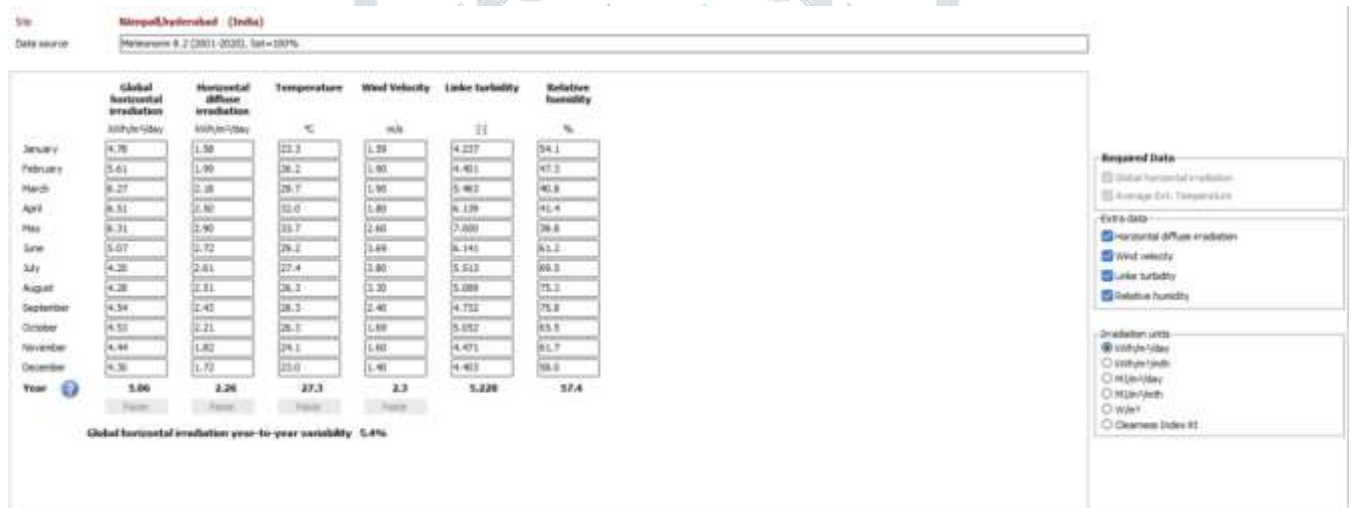 Site (India)
Data source Meteonorm 8.2 (2001-2020), Sat=100%
Global horizontal irradiation Horizontal diffuse irradiation Temperature Wind Velocity Linke turbidity Relative humidity
kWh/m²/day kWh/m²/day °C m/s [-] %
January 4.78 1.58 23.3 1.59 4.237 54.1
February 5.61 1.99 26.2 1.90 4.401 47.3
March 6.27 2.18 29.7 1.90 5.463 40.8
April 6.51 2.50 32.0 1.80 6.139 41.4
May 6.31 2.90 33.7 2.60 7.000 39.8
June 5.07 2.72 29.2 3.69 6.141 61.2
July 4.20 2.61 27.4 3.80 5.512
August 4.28 2.51 26.3 3.30 5.089 75.3
September 4.54 2.43 26.3 2.40 4.732 75.8
October 4.53 2.21 26.3 1.69 5.052 65.5
November 4.44 1.82 24.1 1.60 4.471 61.7
December 4.30 1.72 23.0 1.40 4.403
Year 5.06 2.26 27.3 2.3 5.220 57.4
Paste Paste Paste Paste
Global horizontal irradiation year-to-year variability 5.4%
Required Data
Global horizontal irradiation
Average Ext. Temperature
Extra data
Horizontal diffuse irradiation
Wind velocity
Linke turbidity
Relative humidity
Irradiation units
kWh/m²/day
kWh/m²/mth
MJ/m²/day
MJ/m²/mth
W/m²
Clearness Index Kt